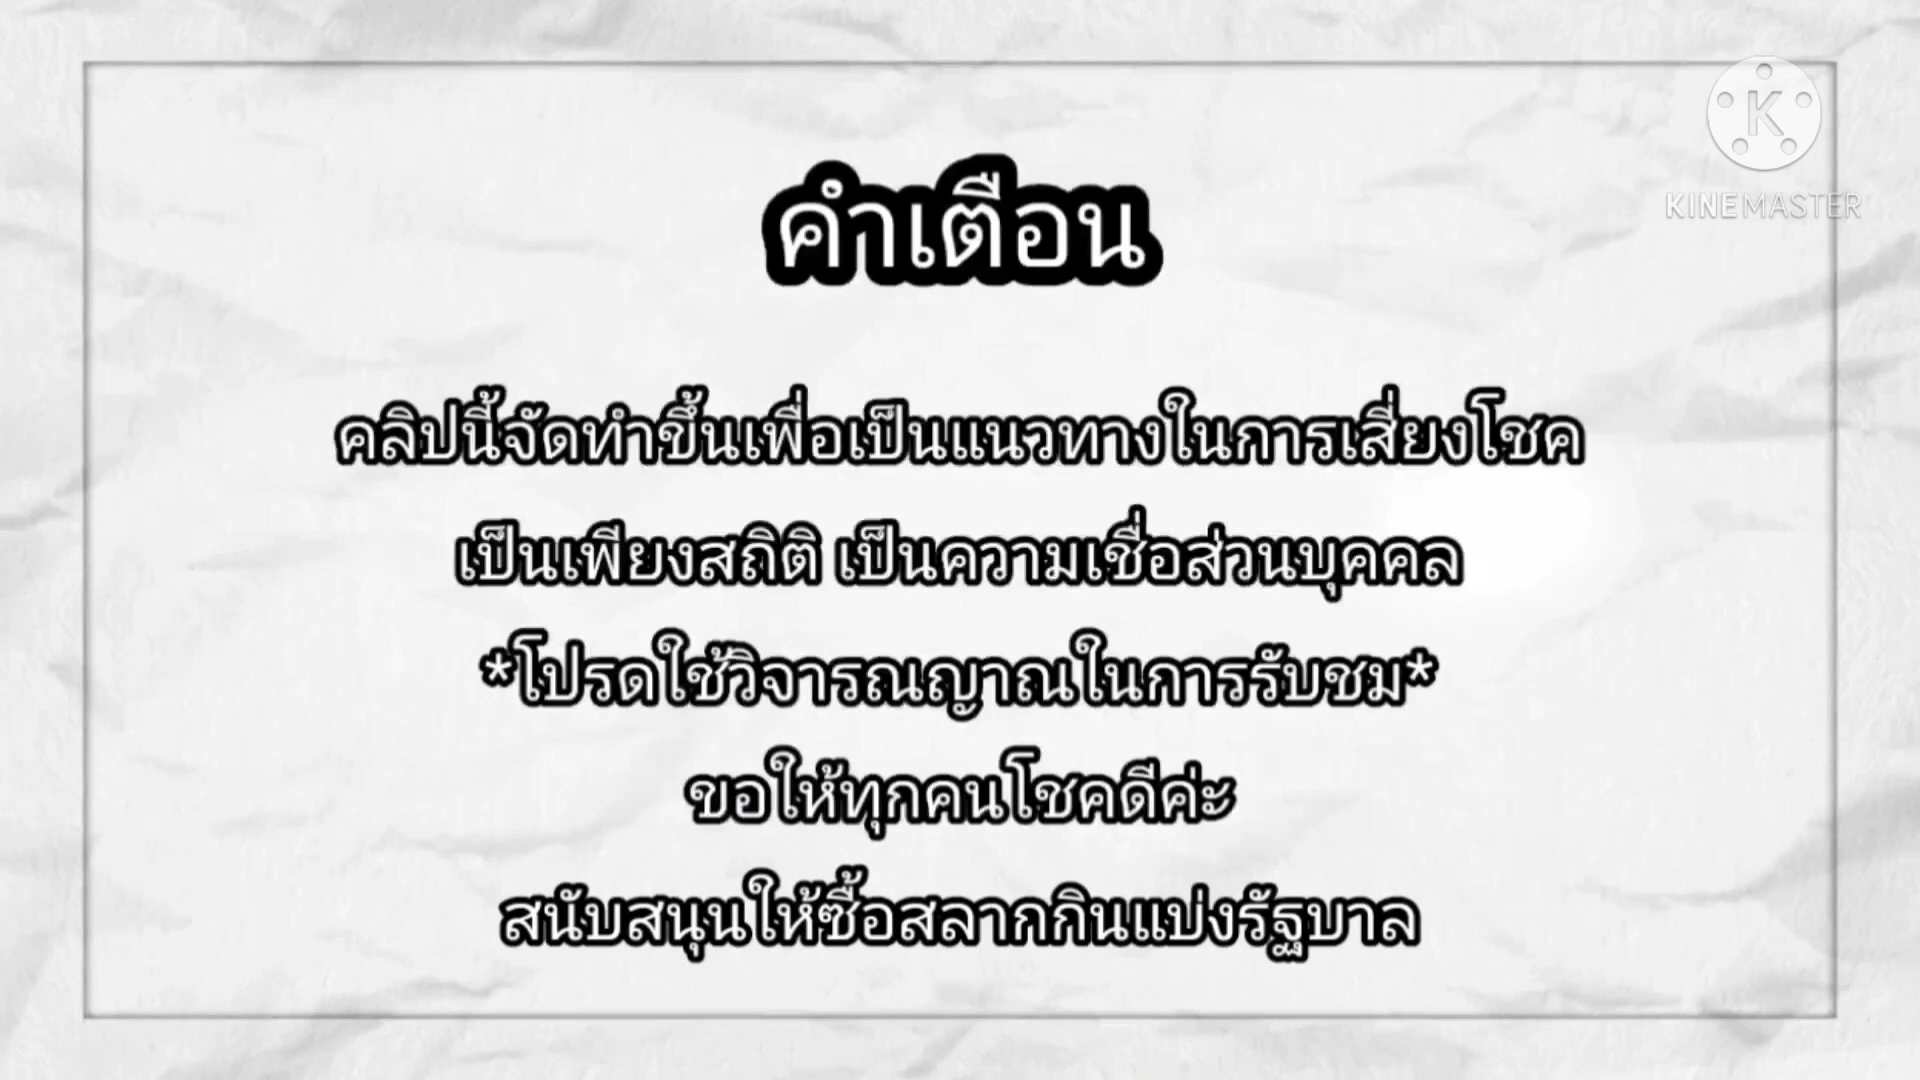 คำเตือน
KINEMASTER
คลิปนี้จัดทำขึ้นเพื่อเป็นแนวทางในการเสี่ยงโชค
เป็นเพียงสถิติ เป็นความเชื่อส่วนบุคคล
*โปรดใช้วิจารณญาณในการรับชม*
ขอให้ทุกคนโชคดีค่ะ
สนับสนุนให้ซื้อสลากกินแบ่งรัฐบาล